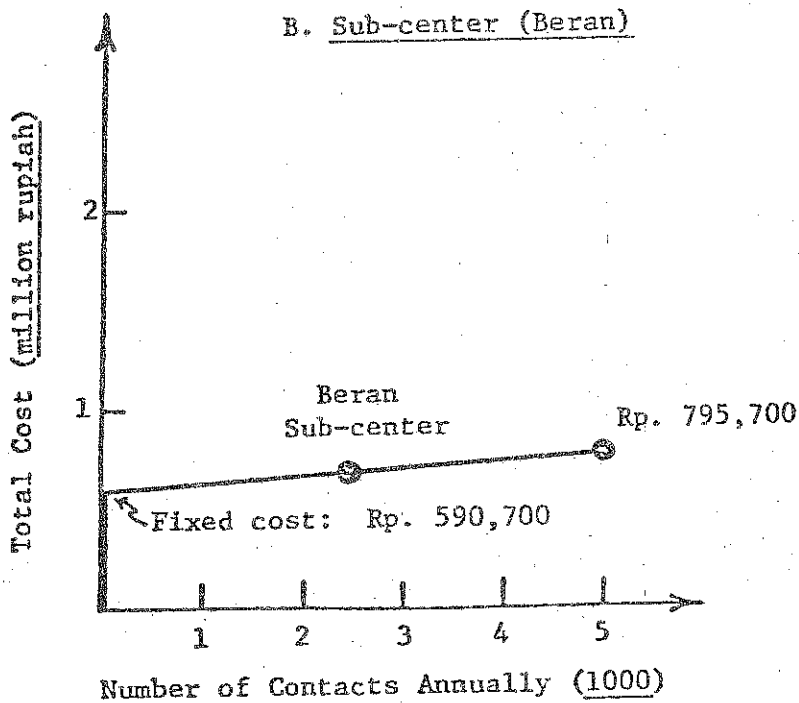 B. Sub-center (Beran)
Total Cost (million rupiah)
2
1
Beran
Sub-center
Rp. 795,700
Fixed cost: Rp. 590,700
1 2 3 4 5
Number of Contacts Annually (1000)